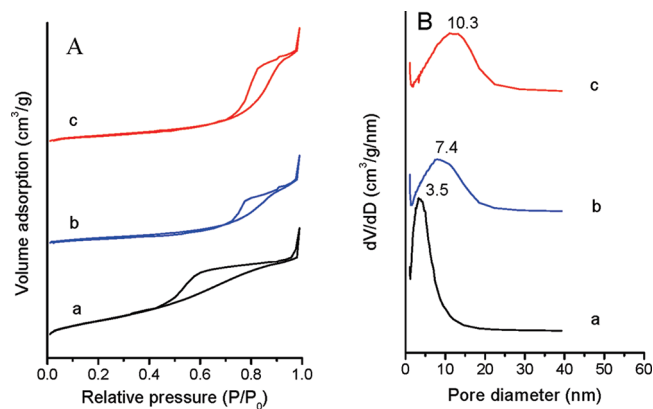 A
c
b
a
Volume adsorption (cm³/g)
0.0 0.2 0.4 0.6 0.8 1.0
Relative pressure (P/P₀)
B
10.3
c
7.4
3.5
b
a
dV/dD (cm³/g/nm)
0 10 20 30 40 50 60
Pore diameter (nm)